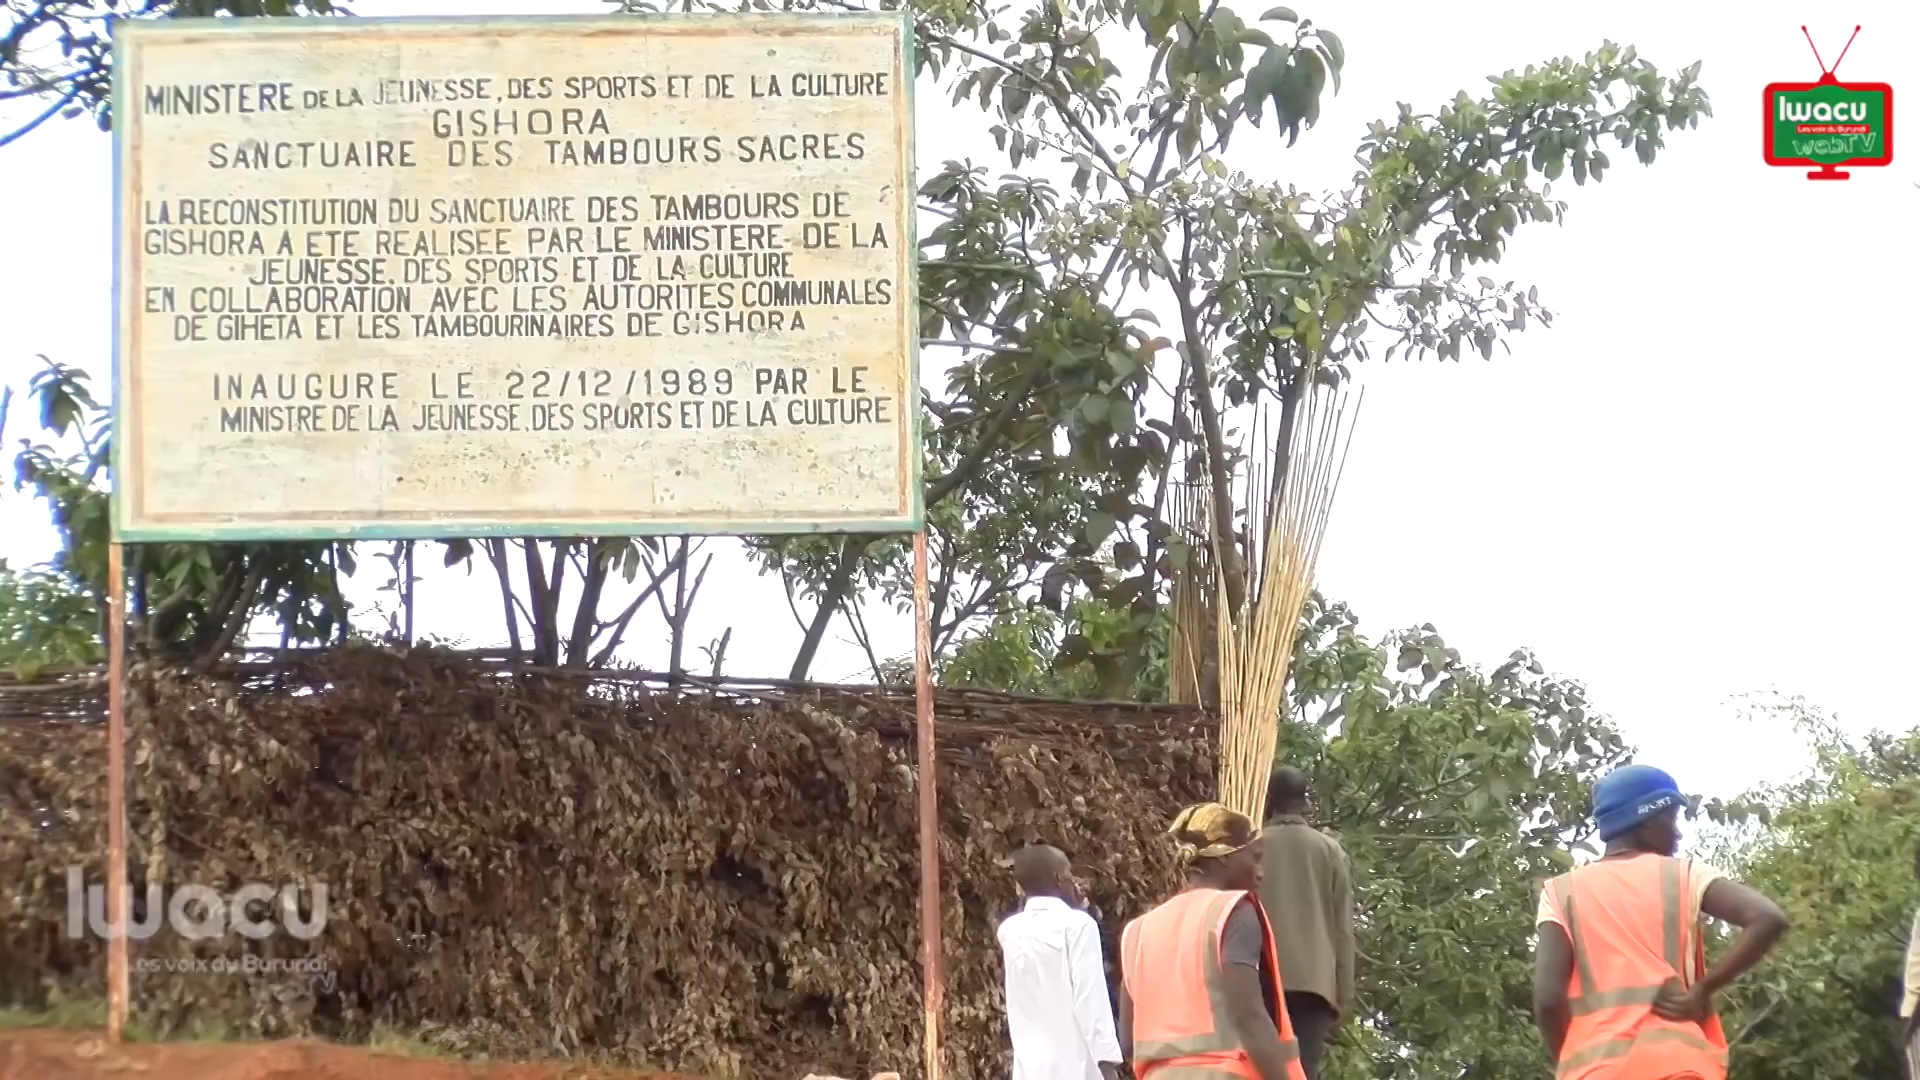 MINISTERE DE LA JEUNESSE, DES SPORTS ET DE LA CULTURE
GISHORA
SANCTUAIRE DES TAMBOURS SACRES
LA RECONSTITUTION DU SANCTUAIRE DES TAMBOURS DE
GISHORA A ETE REALISEE PAR LE MINISTERE DE LA
JEUNESSE, DES SPORTS ET DE LA CULTURE
EN COLLABORATION AVEC LES AUTORITES COMMUNALES
DE GIHETA ET LES TAMBOURINAIRES DE GISHORA
INAUGURE LE 22/12/1989 PAR LE
MINISTRE DE LA JEUNESSE, DES SPORTS ET DE LA CULTURE
Iwacu
Les voix du Burundi
webTV
SPORT
Iwacu
Les voix du Burundi
TV